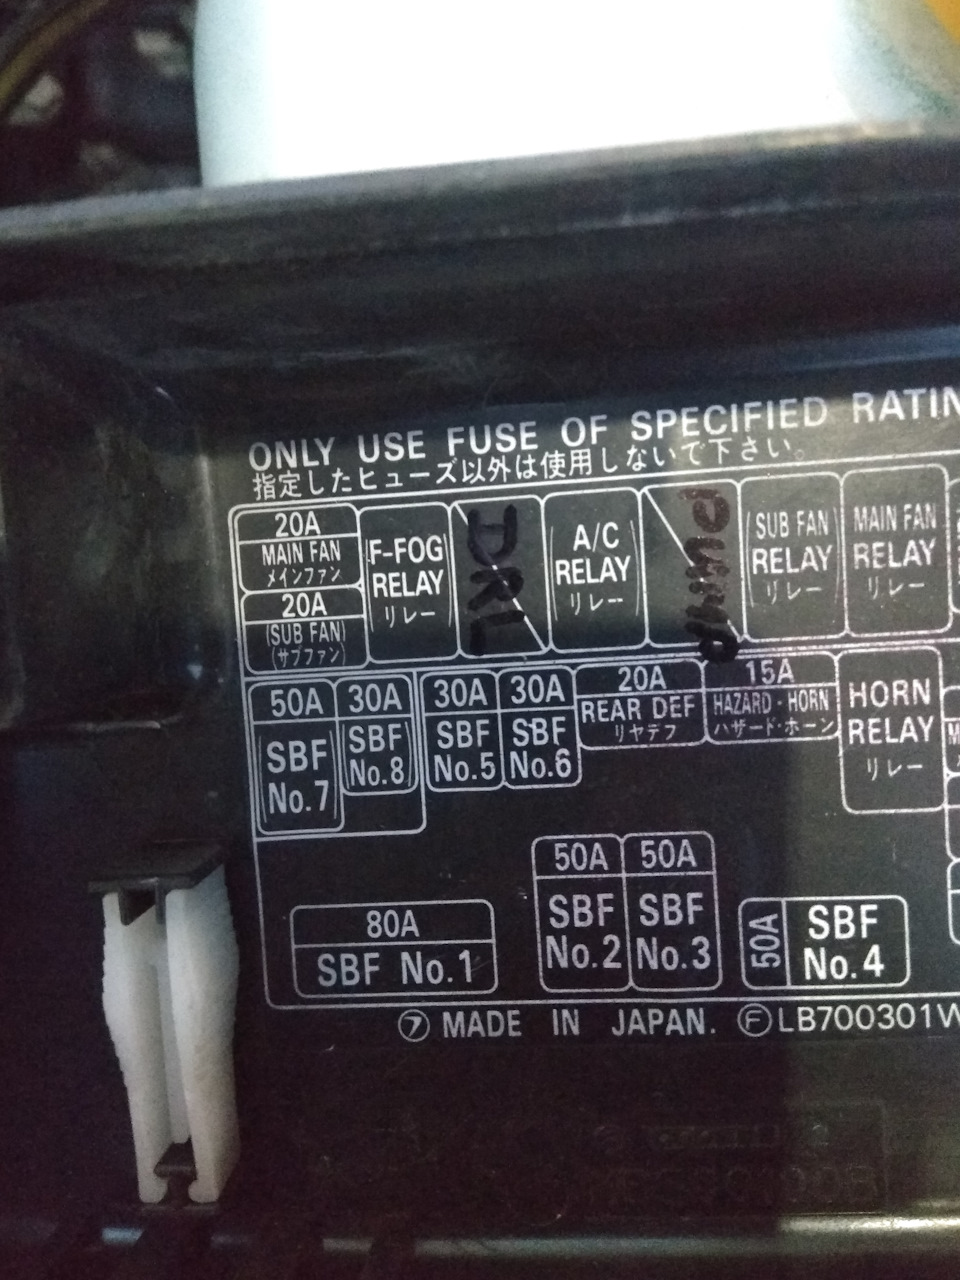 ONLY USE FUSE OF SPECIFIED RATIN
指定したヒューズ以外は使用しないで下さい。
20A
MAIN FAN
メインファン
20A
(SUB FAN)
(サブファン)
F-FOG
RELAY
リレー
DRL
A/C
RELAY
リレー
SUB FAN
RELAY
リレー
MAIN FAN
RELAY
リレー
50A
SBF
No.7
30A
SBF
No.8
30A
SBF
No.5
30A
SBF
No.6
20A
REAR DEF
リヤデフ
15A
HAZARD・HORN
ハザード・ホーン
HORN
RELAY
リレー
80A
SBF No.1
50A
SBF
No.2
50A
SBF
No.3
50A
SBF
No.4
MADE IN JAPAN. Ⓕ LB700301W